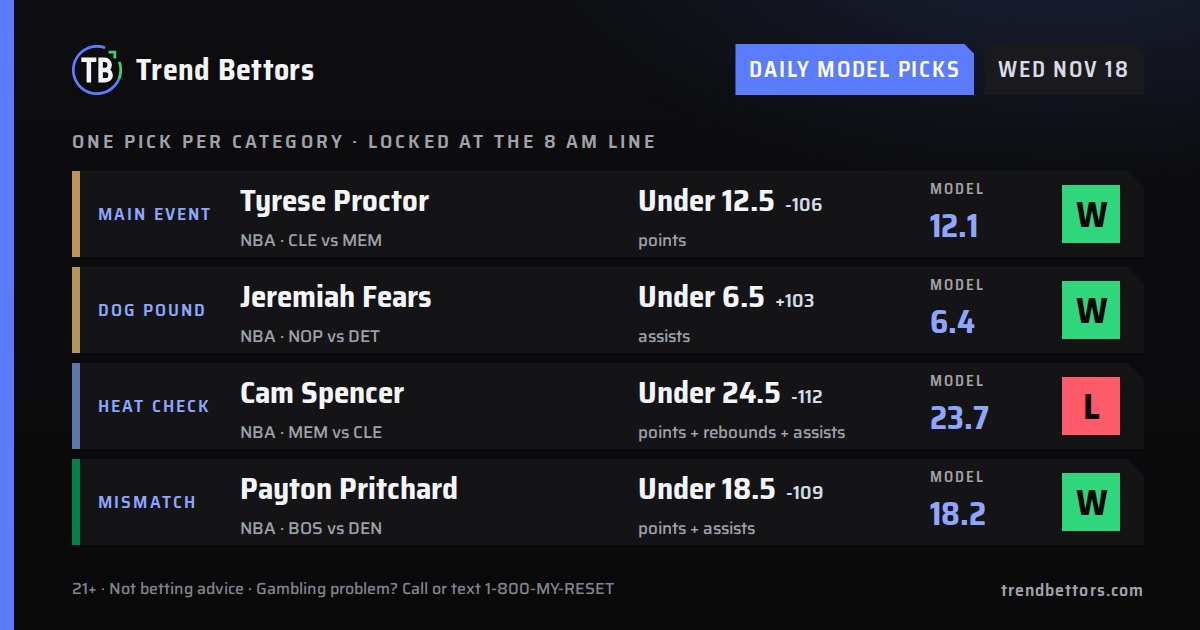 TB Trend Bettors
DAILY MODEL PICKS
WED NOV 18
ONE PICK PER CATEGORY · LOCKED AT THE 8 AM LINE
MAIN EVENT
Tyrese Proctor
NBA · CLE vs MEM
Under 12.5 -106
points
MODEL
12.1
W
DOG POUND
Jeremiah Fears
NBA · NOP vs DET
Under 6.5 +103
assists
MODEL
6.4
W
HEAT CHECK
Cam Spencer
NBA · MEM vs CLE
Under 24.5 -112
points + rebounds + assists
MODEL
23.7
L
MISMATCH
Payton Pritchard
NBA · BOS vs DEN
Under 18.5 -109
points + assists
MODEL
18.2
W
21+ · Not betting advice · Gambling problem? Call or text 1-800-MY-RESET
trendbettors.com